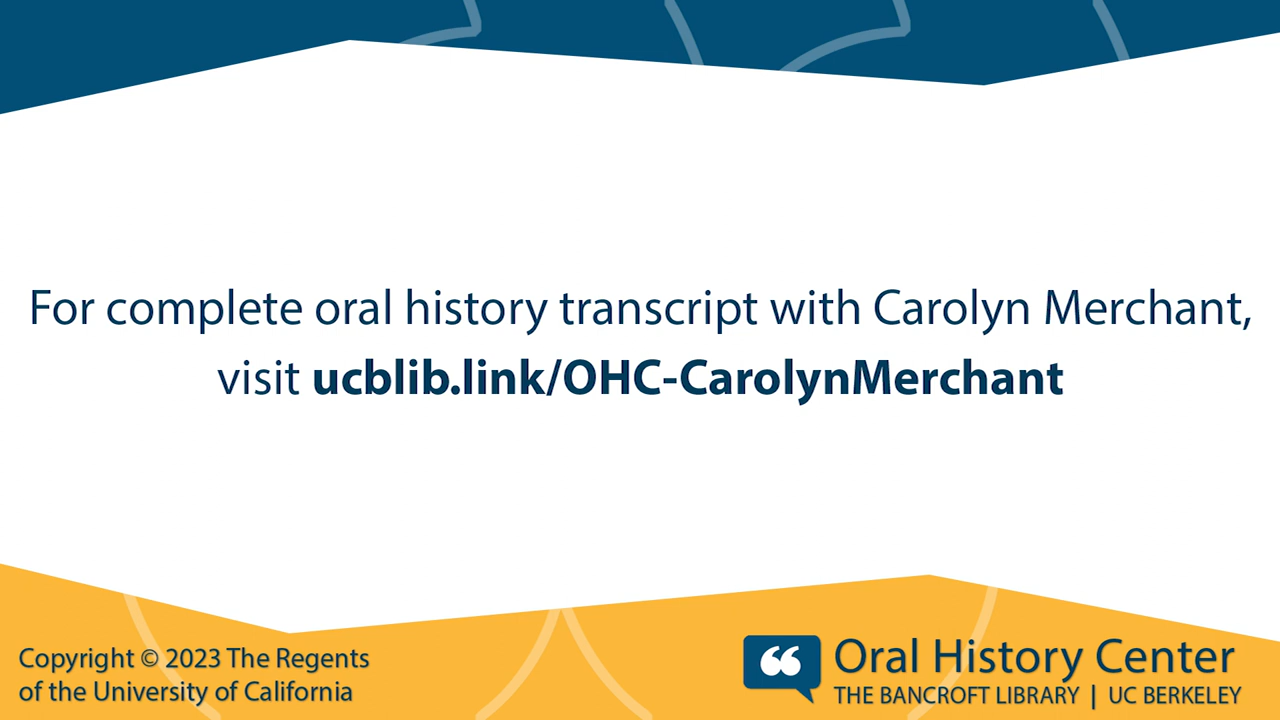 For complete oral history transcript with Carolyn Merchant,
visit ucblib.link/OHC-CarolynMerchant
Copyright © 2023 The Regents
of the University of California
Oral History Center
THE BANCROFT LIBRARY | UC BERKELEY